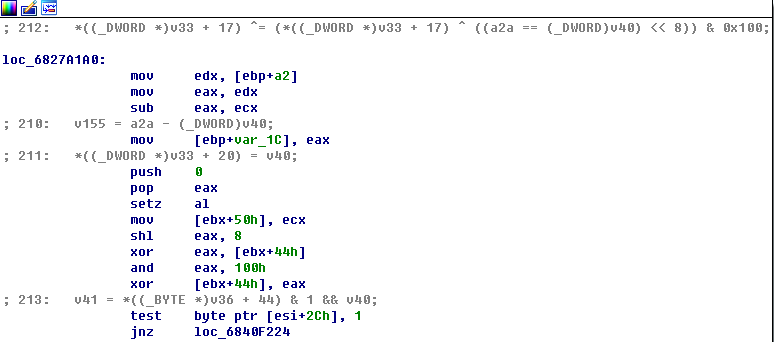 ; 212:   *((_DWORD *)v33 + 17) ^= (*((_DWORD *)v33 + 17) ^ ((a2a == (_DWORD)v40) << 8)) & 0x100;
loc_6827A1A0:
mov     edx, [ebp+a2]
mov     eax, edx
sub     eax, ecx
; 210:   v155 = a2a - (_DWORD)v40;
mov     [ebp+var_1C], eax
; 211:   *((_DWORD *)v33 + 20) = v40;
push    0
pop     eax
setz    al
mov     [ebx+50h], ecx
shl     eax, 8
xor     eax, [ebx+44h]
and     eax, 100h
xor     [ebx+44h], eax
; 213:   v41 = *((_BYTE *)v36 + 44) & 1 && v40;
test    byte ptr [esi+2Ch], 1
jnz     loc_6840F224